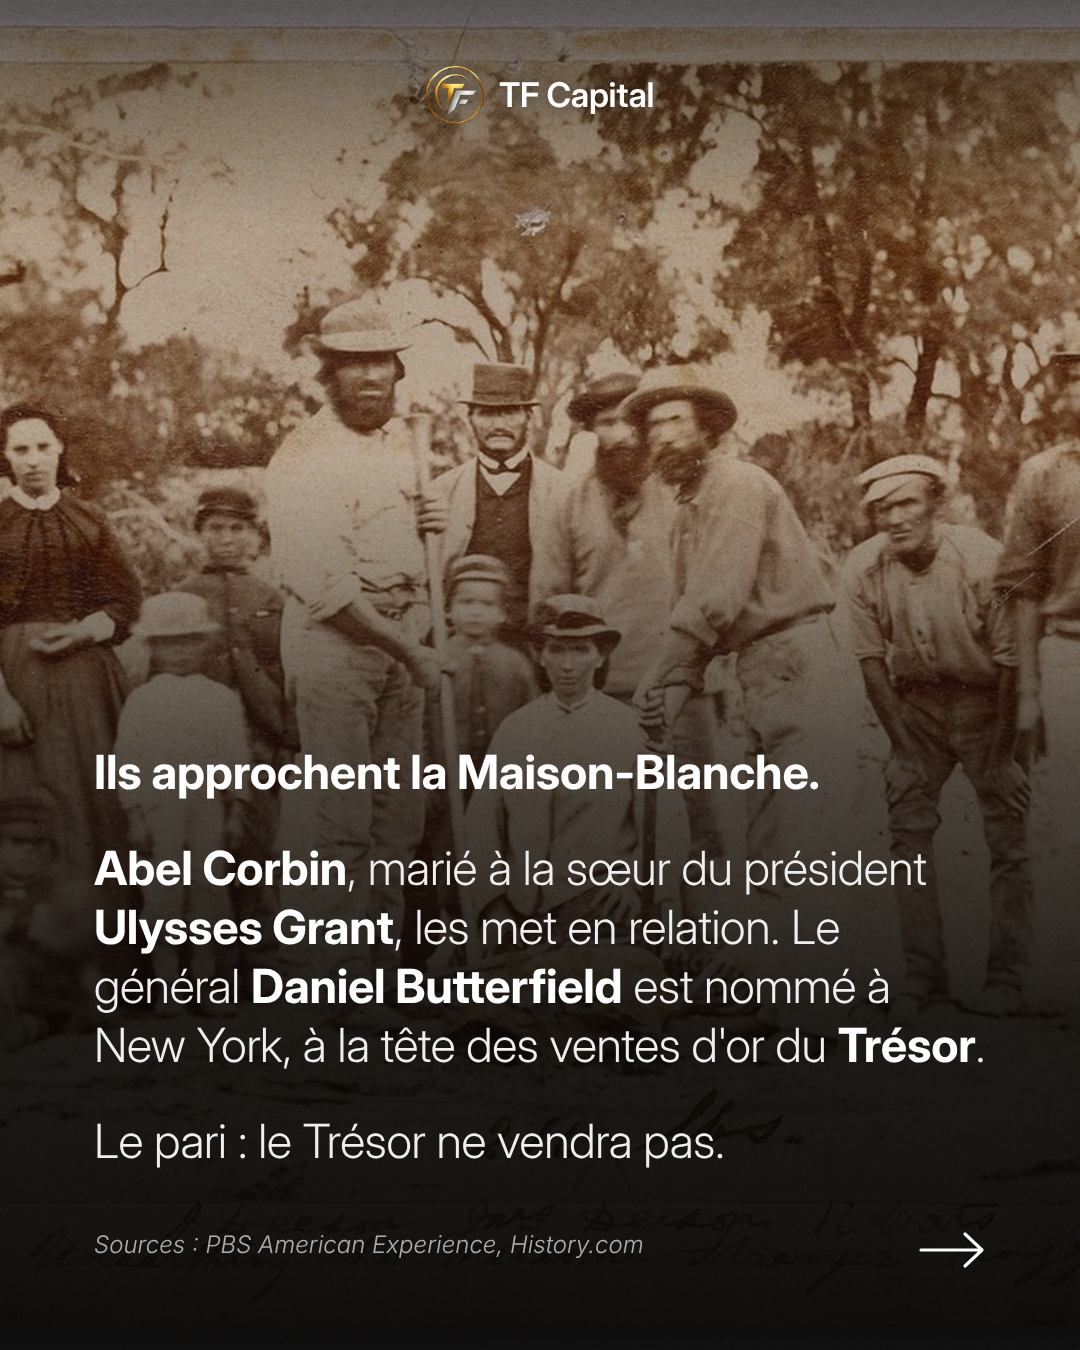 TF Capital
Ils approchent la Maison-Blanche.
Abel Corbin, marié à la sœur du président
Ulysses Grant, les met en relation. Le
général Daniel Butterfield est nommé à
New York, à la tête des ventes d'or du Trésor.
Le pari : le Trésor ne vendra pas.
Sources : PBS American Experience, History.com